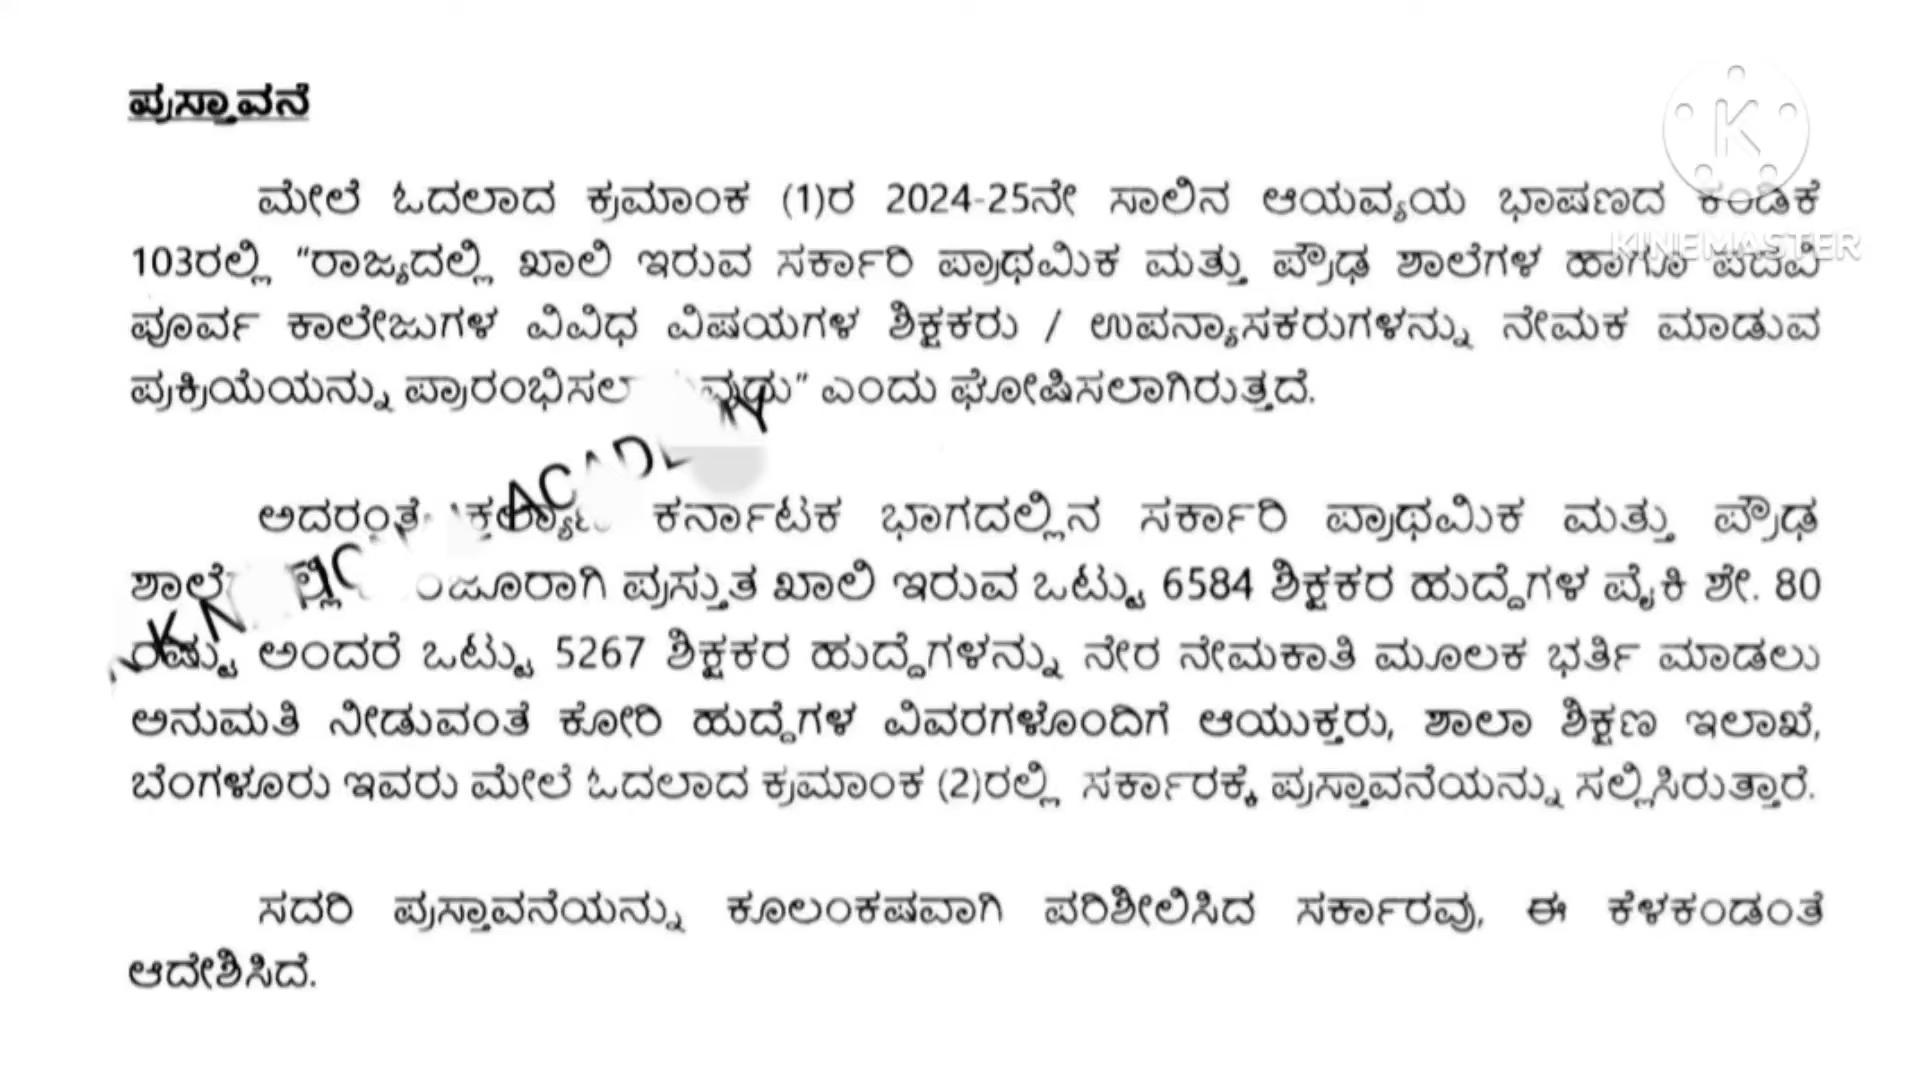 ಪ್ರಸ್ತಾವನೆ
ಮೇಲೆ ಓದಲಾದ ಕ್ರಮಾಂಕ (1)ರ 2024-25ನೇ ಸಾಲಿನ ಆಯವ್ಯಯ ಭಾಷಣದ ಕಂಡಿಕೆ
103ರಲ್ಲಿ "ರಾಜ್ಯದಲ್ಲಿ ಖಾಲಿ ಇರುವ ಸರ್ಕಾರಿ ಪ್ರಾಥಮಿಕ ಮತ್ತು ಪ್ರೌಢ ಶಾಲೆಗಳ ಹಾಗೂ ಪದವಿ
KINEMASTER
ಪೂರ್ವ ಕಾಲೇಜುಗಳ ವಿವಿಧ ವಿಷಯಗಳ ಶಿಕ್ಷಕರು / ಉಪನ್ಯಾಸಕರುಗಳನ್ನು ನೇಮಕ ಮಾಡುವ
ಪ್ರಕ್ರಿಯೆಯನ್ನು ಎಂದು ಘೋಷಿಸಲಾಗಿರುತ್ತದೆ.
ಅದರಂತೆ ಕರ್ನಾಟಕ ಭಾಗದಲ್ಲಿನ ಸರ್ಕಾರಿ ಪ್ರಾಥಮಿಕ ಮತ್ತು ಪ್ರೌಢ
ಪ್ರಸ್ತುತ ಖಾಲಿ ಇರುವ ಒಟ್ಟು 6584 ಶಿಕ್ಷಕರ ಹುದ್ದೆಗಳ ಪೈಕಿ ಶೇ. 80
ರಷ್ಟು ಅಂದರೆ ಒಟ್ಟು 5267 ಶಿಕ್ಷಕರ ಹುದ್ದೆಗಳನ್ನು ನೇರ ನೇಮಕಾತಿ ಮೂಲಕ ಭರ್ತಿ ಮಾಡಲು
ಅನುಮತಿ ನೀಡುವಂತೆ ಕೋರಿ ಹುದ್ದೆಗಳ ವಿವರಗಳೊಂದಿಗೆ ಆಯುಕ್ತರು, ಶಾಲಾ ಶಿಕ್ಷಣ ಇಲಾಖೆ,
ಬೆಂಗಳೂರು ಇವರು ಮೇಲೆ ಓದಲಾದ ಕ್ರಮಾಂಕ (2)ರಲ್ಲಿ ಸರ್ಕಾರಕ್ಕೆ ಪ್ರಸ್ತಾವನೆಯನ್ನು ಸಲ್ಲಿಸಿರುತ್ತಾರೆ.
ಸದರಿ ಪ್ರಸ್ತಾವನೆಯನ್ನು ಕೂಲಂಕಷವಾಗಿ ಪರಿಶೀಲಿಸಿದ ಸರ್ಕಾರವು, ಈ ಕೆಳಕಂಡಂತೆ
ಆದೇಶಿಸಿದೆ.